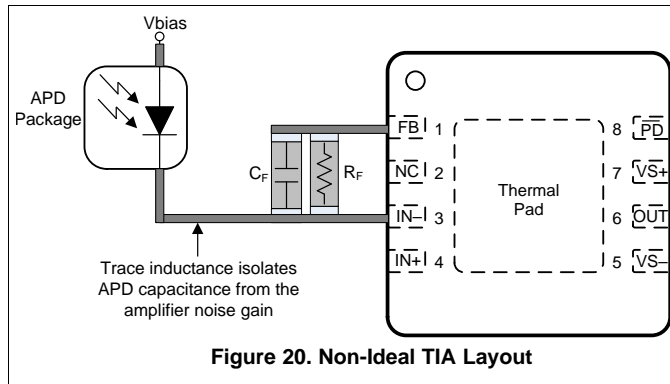 Vbias
APD
Package
CF
RF
FB 1
NC 2
IN– 3
IN+ 4
8 PD
7 VS+
6 OUT
5 VS–
Thermal
Pad
Trace inductance isolates
APD capacitance from the
amplifier noise gain
Figure 20. Non-Ideal TIA Layout